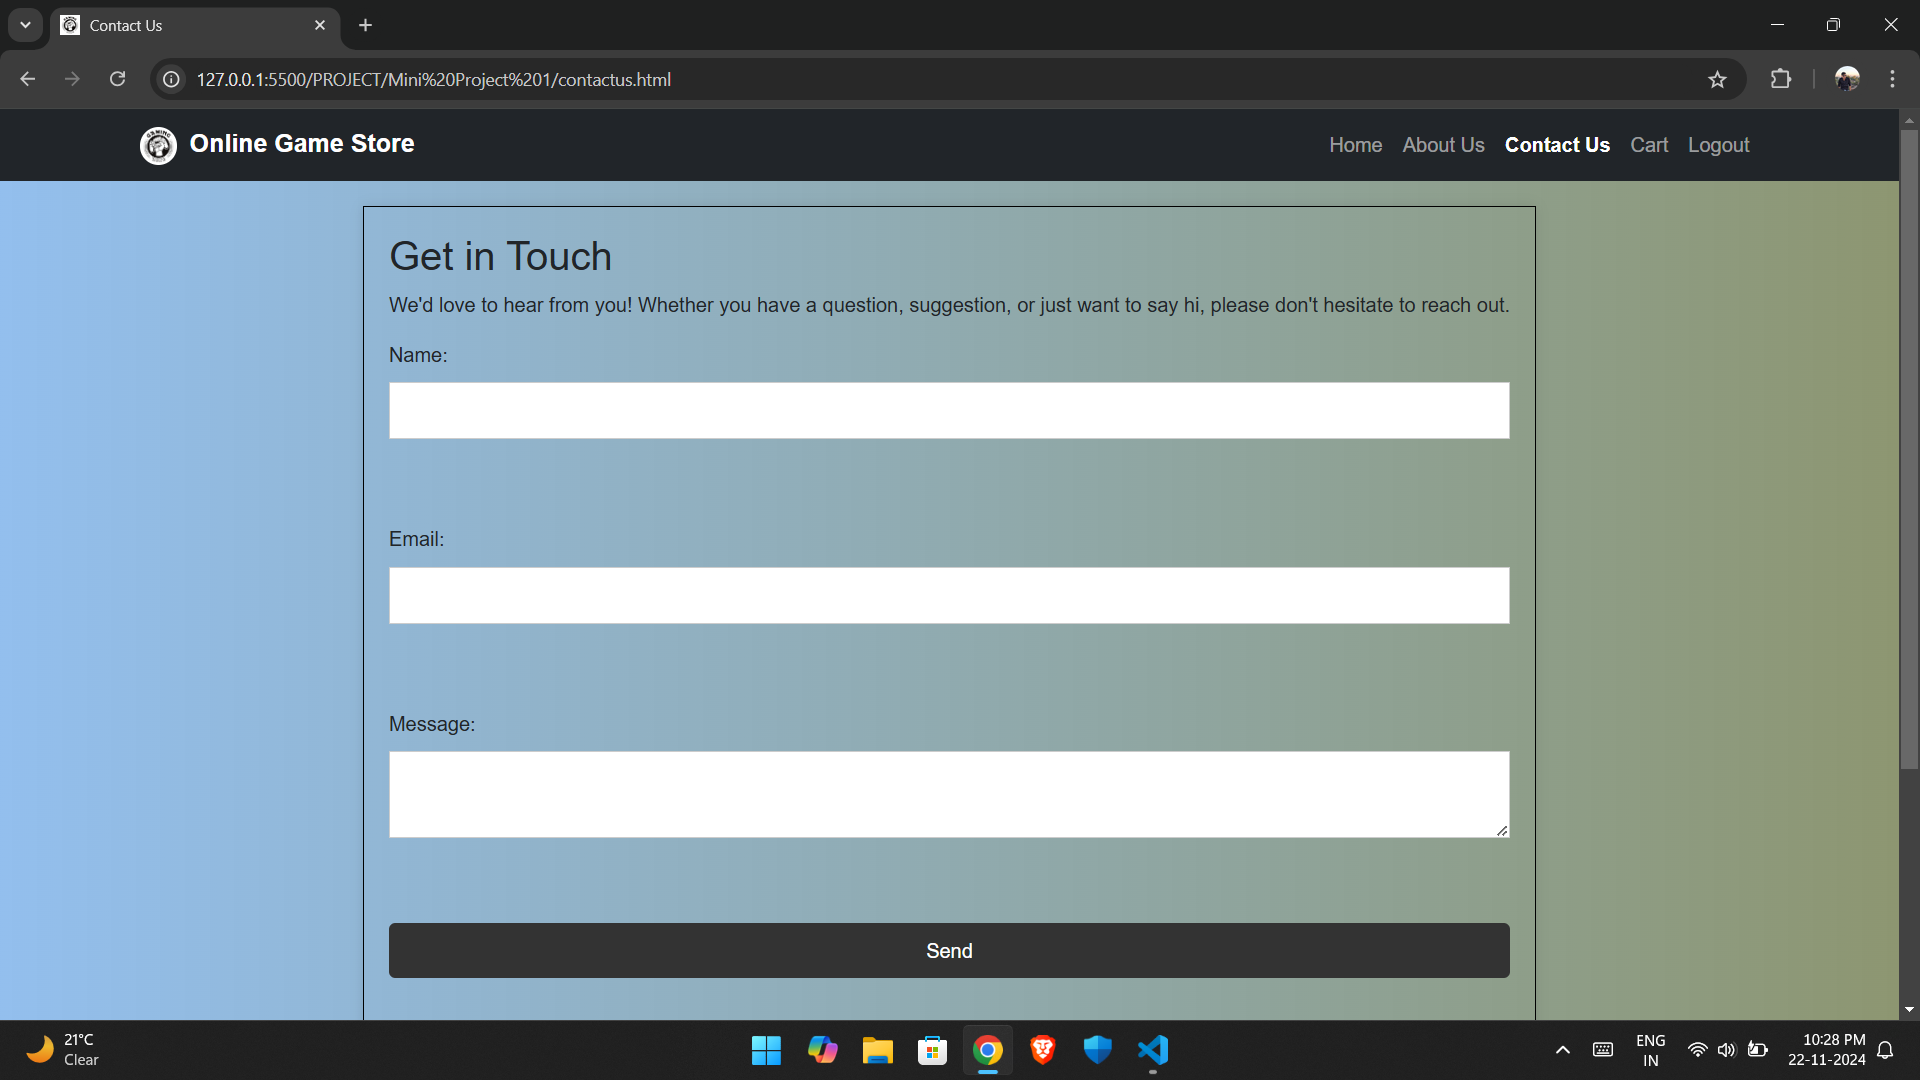 Contact Us
127.0.0.1:5500/PROJECT/Mini%20Project%201/contactus.html
Online Game Store
Home About Us Contact Us Cart Logout
Get in Touch
We'd love to hear from you! Whether you have a question, suggestion, or just want to say hi, please don't hesitate to reach out.
Name:
Email:
Message:
Send
21°C
Clear
ENG
IN
10:28 PM
22-11-2024